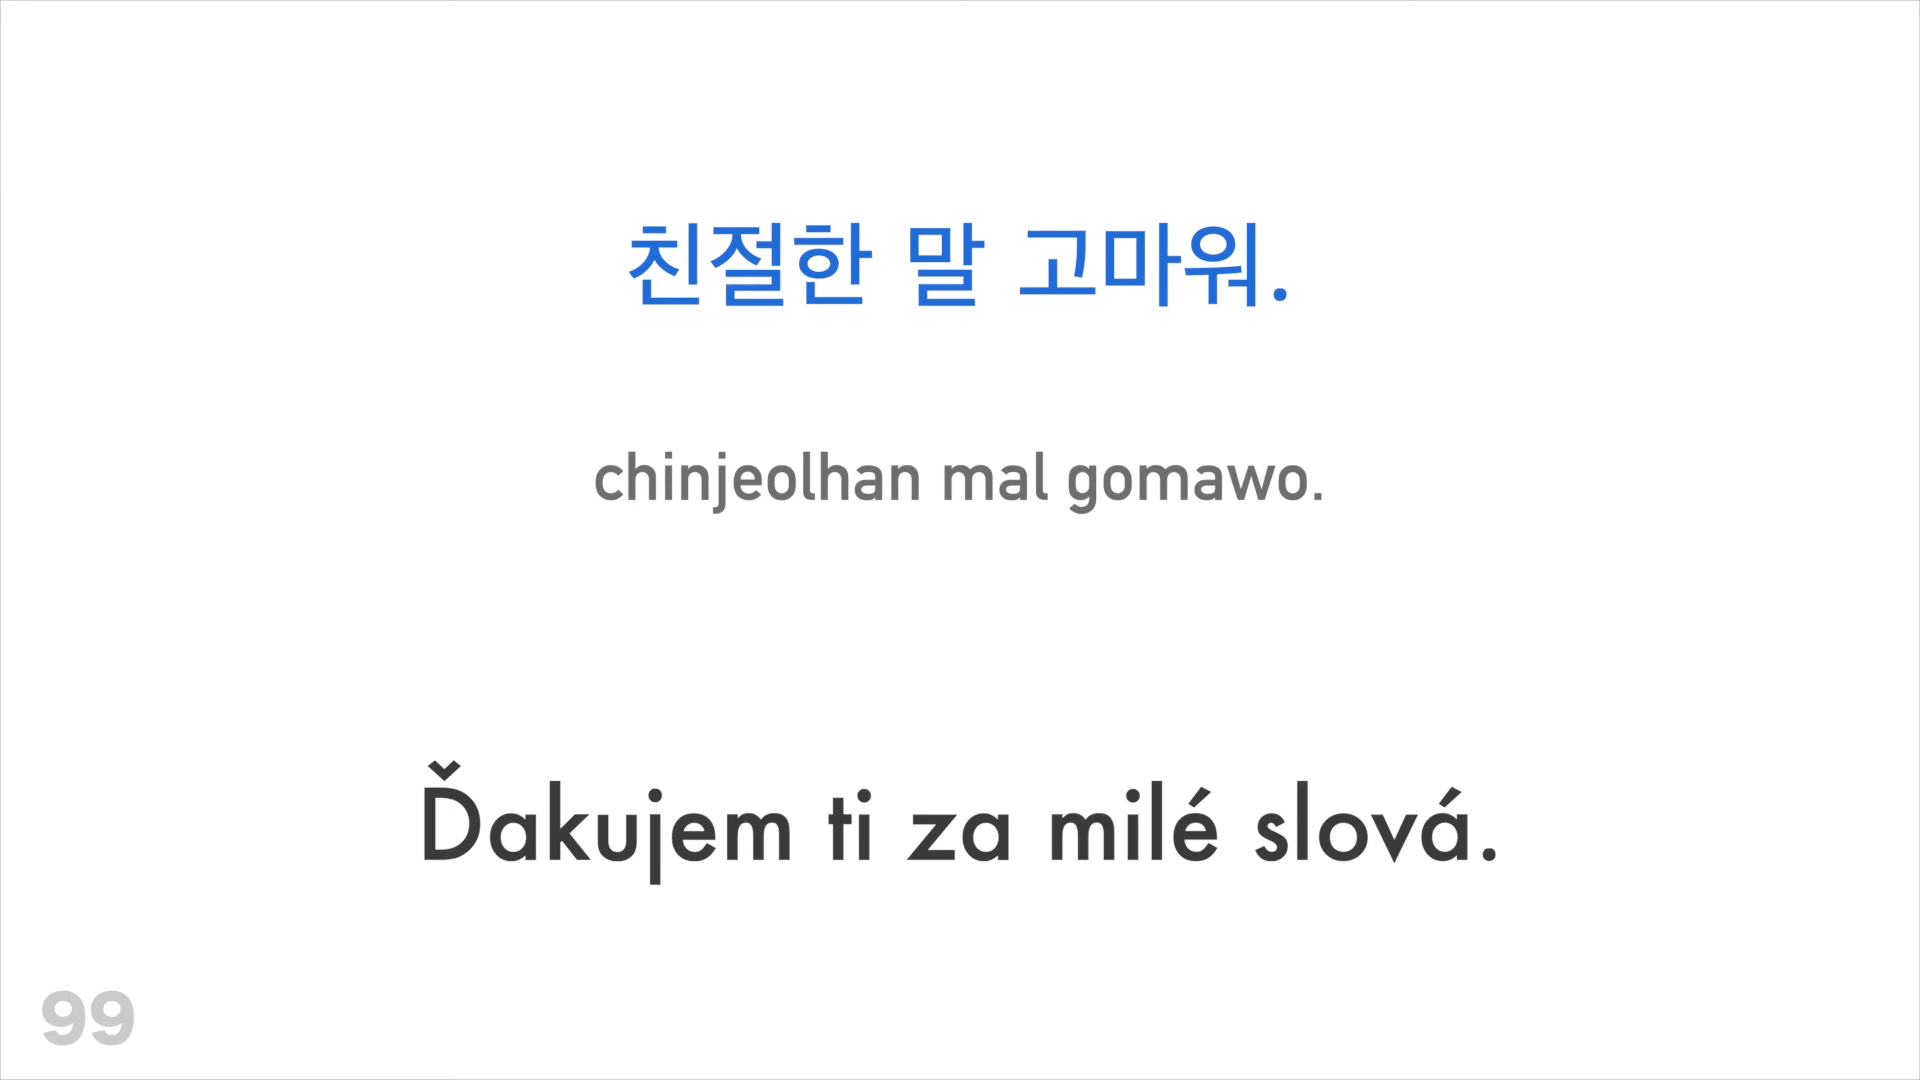 친절한 말 고마워.
chinjeolhan mal gomawo.
Ďakujem ti za milé slová.
99